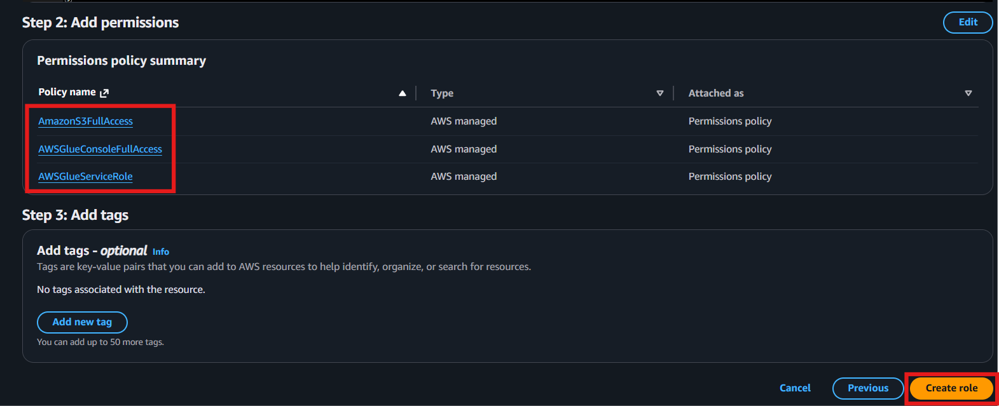 Step 2: Add permissions
Edit
Permissions policy summary
Policy name
Type
Attached as
AmazonS3FullAccess
AWS managed
Permissions policy
AWSGlueConsoleFullAccess
AWS managed
Permissions policy
AWSGlueServiceRole
AWS managed
Permissions policy
Step 3: Add tags
Add tags - optional Info
Tags are key-value pairs that you can add to AWS resources to help identify, organize, or search for resources.
No tags associated with the resource.
Add new tag
You can add up to 50 more tags.
Cancel
Previous
Create role